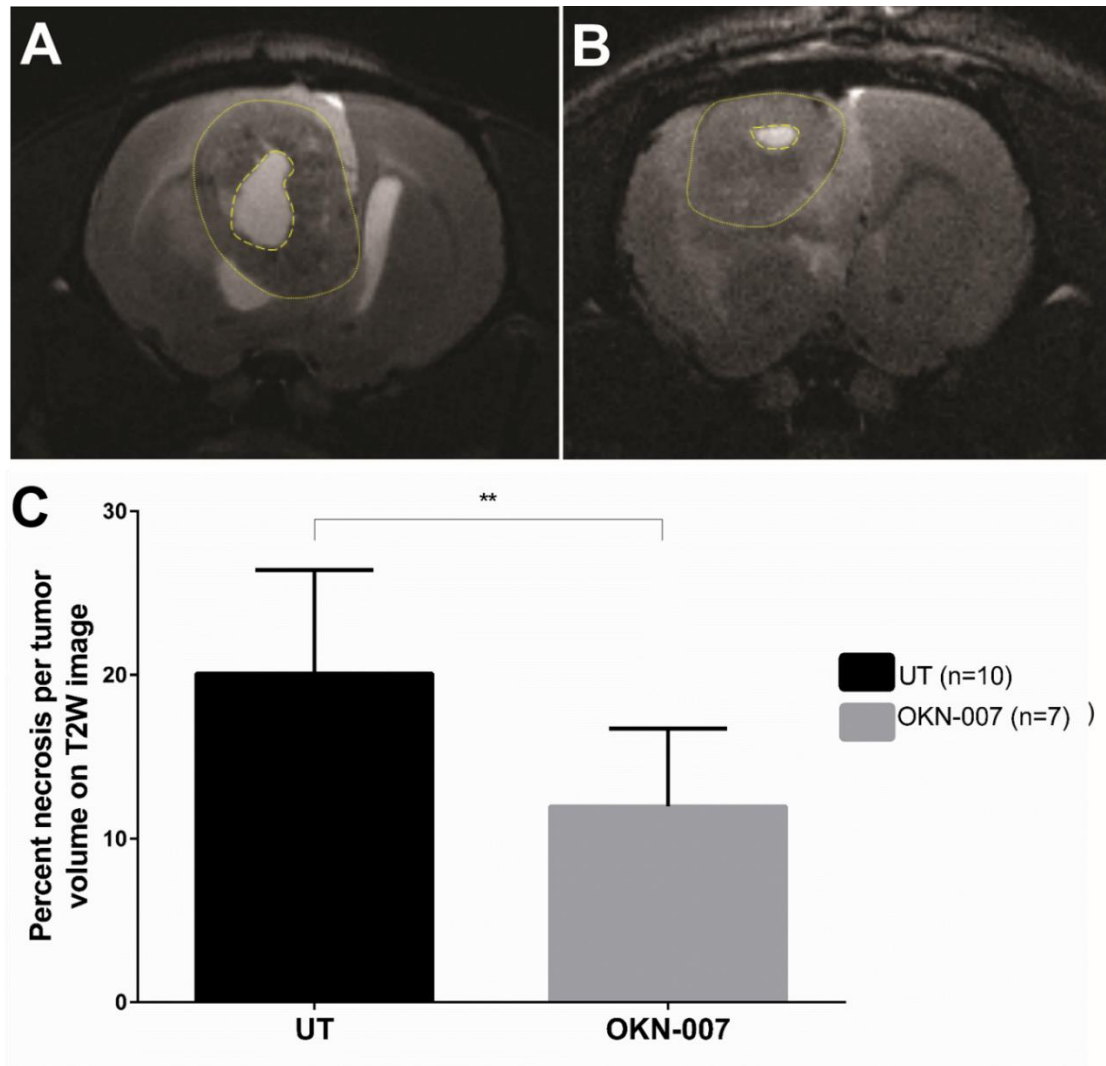 A
B
C
**
30
20
10
0
Percent necrosis per tumor
volume on T2W image
UT
OKN-007
UT (n=10)
OKN-007 (n=7) )